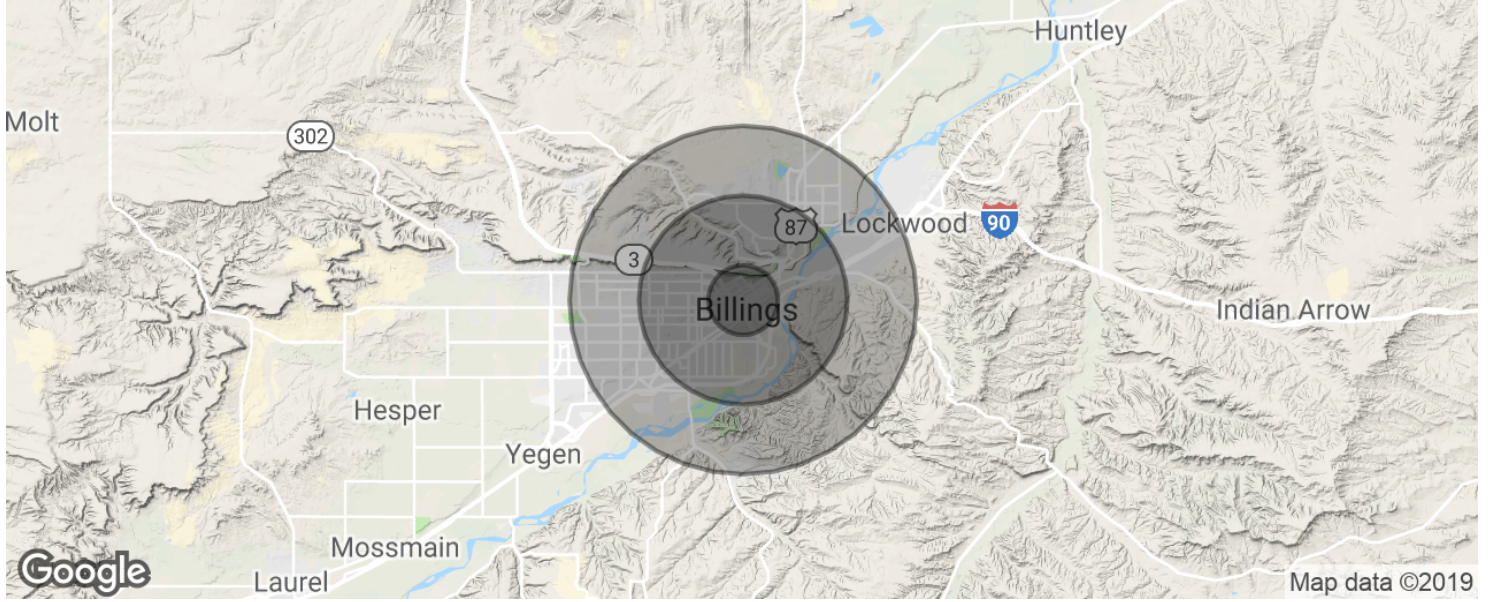 Huntley
Molt
302
87
Lockwood
90
3
Billings
Indian Arrow
Hesper
Yegen
Mossmain
Google
Laurel
Map data ©2019